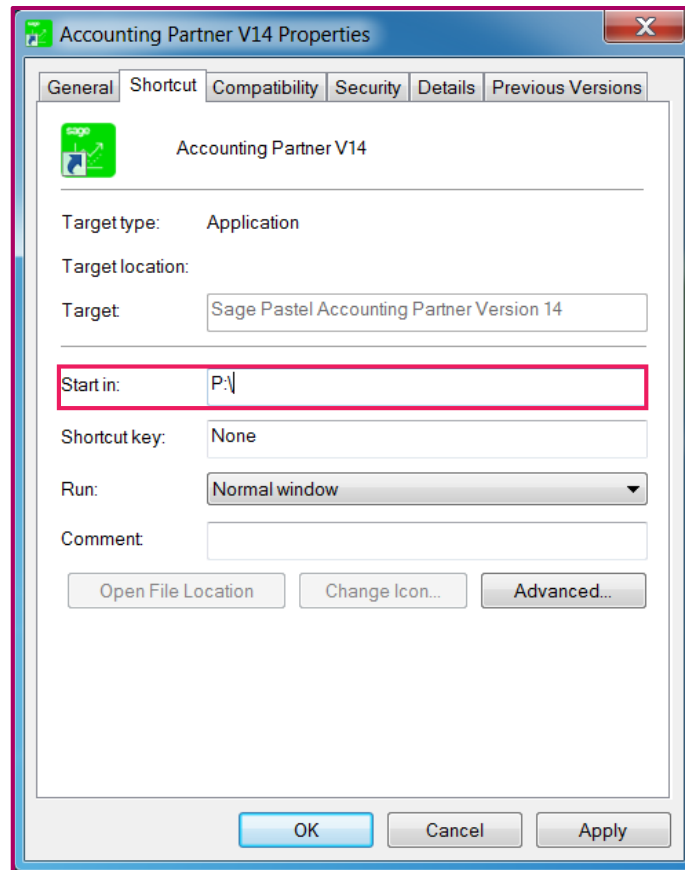 Accounting Partner V14 Properties
X
General Shortcut Compatibility Security Details Previous Versions
sage
Accounting Partner V14
Target type: Application
Target location:
Target: Sage Pastel Accounting Partner Version 14
Start in: P:\
Shortcut key: None
Run: Normal window
Comment:
Open File Location Change Icon... Advanced...
OK Cancel Apply